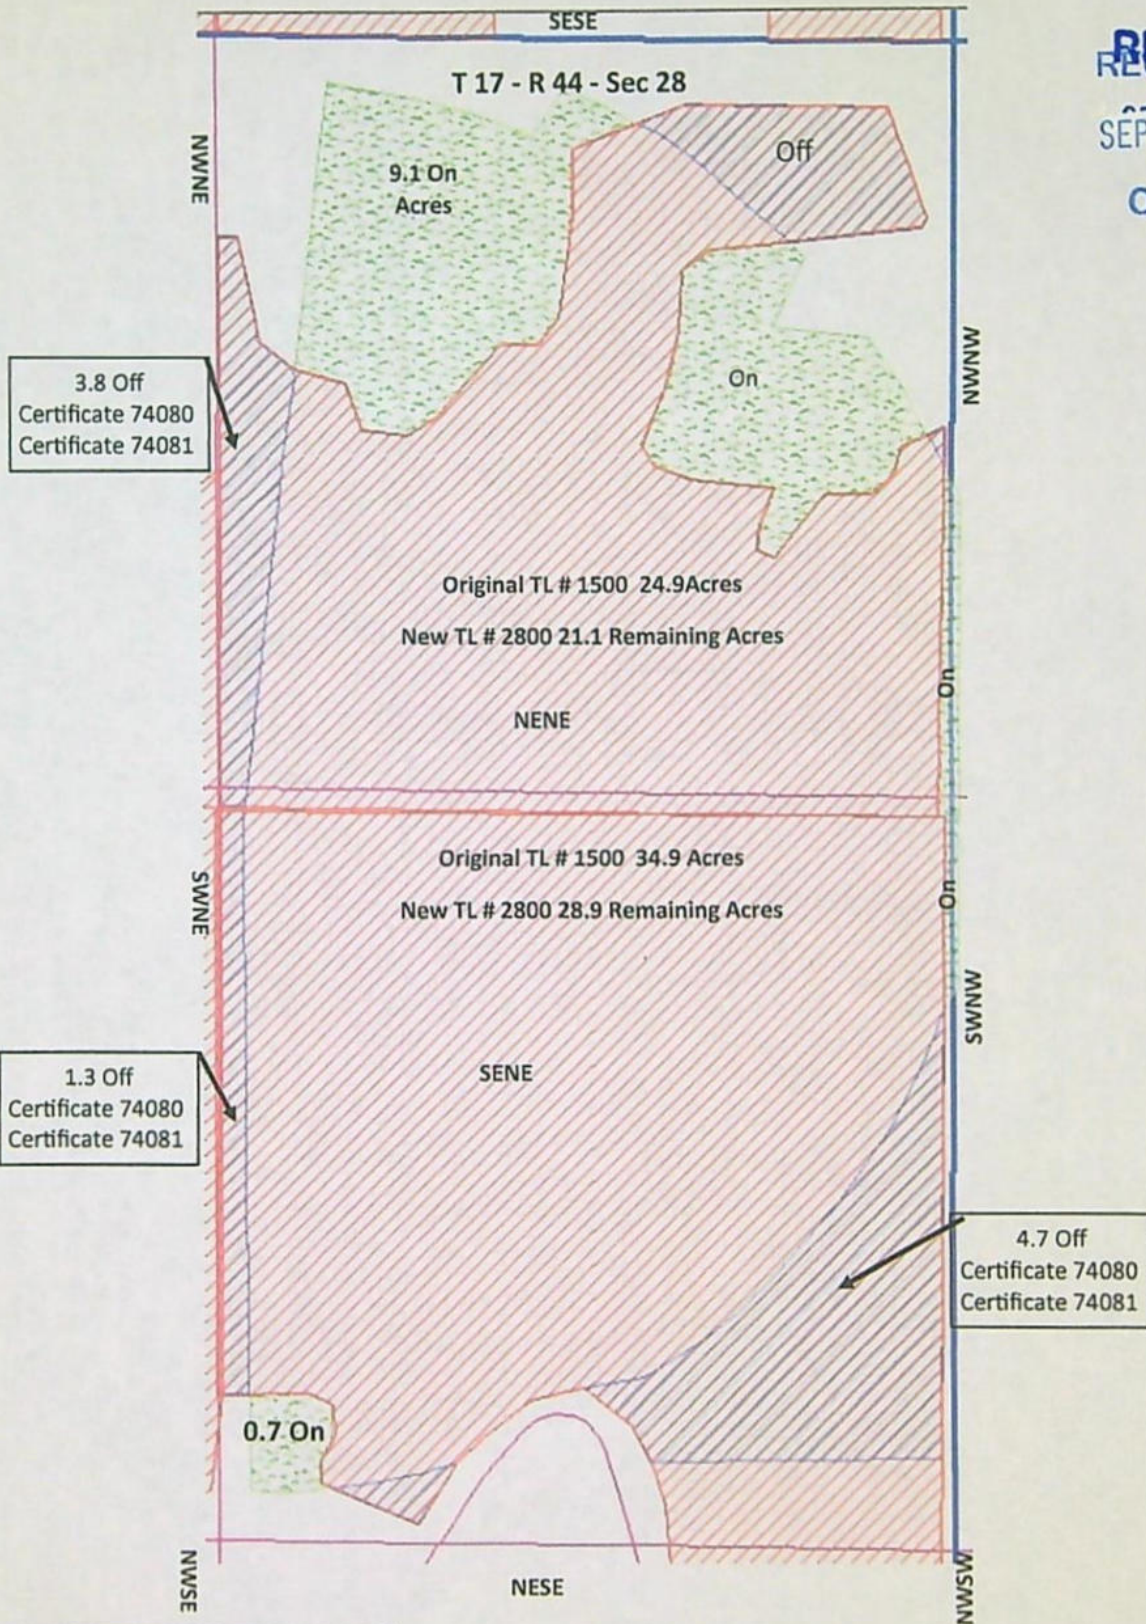 SESE
T 17 - R 44 - Sec 28
SEP
NWNE
9.1 On
Acres
Off
NWNW
3.8 Off
Certificate 74080
Certificate 74081
On
Original TL # 1500 24.9Acres
New TL # 2800 21.1 Remaining Acres
On
NENE
Original TL # 1500 34.9 Acres
New TL # 2800 28.9 Remaining Acres
SWNE
On
SWNW
SENE
1.3 Off
Certificate 74080
Certificate 74081
4.7 Off
Certificate 74080
Certificate 74081
0.7 On
NWSE
NESE
NWSW